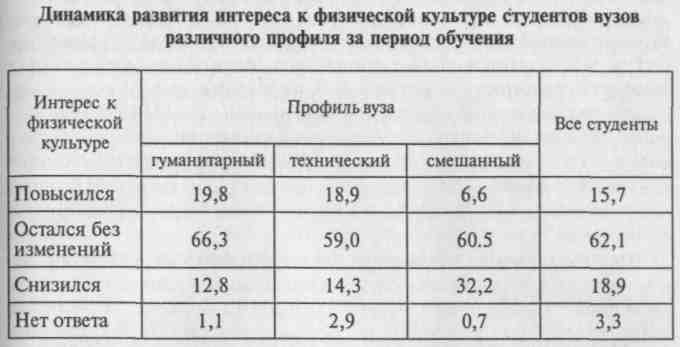 Динамика развития интереса к физической культуре студентов вузов
различного профиля за период обучения
Интерес к
физической
культуре
Профиль вуза
Все студенты
гуманитарный технический смешанный
Повысился 19,8 18,9 6,6 15,7
Остался без
изменений 66,3 59,0 60.5 62,1
Снизился 12,8 14,3 32,2 18,9
Нет ответа 1,1 2,9 0,7 3,3